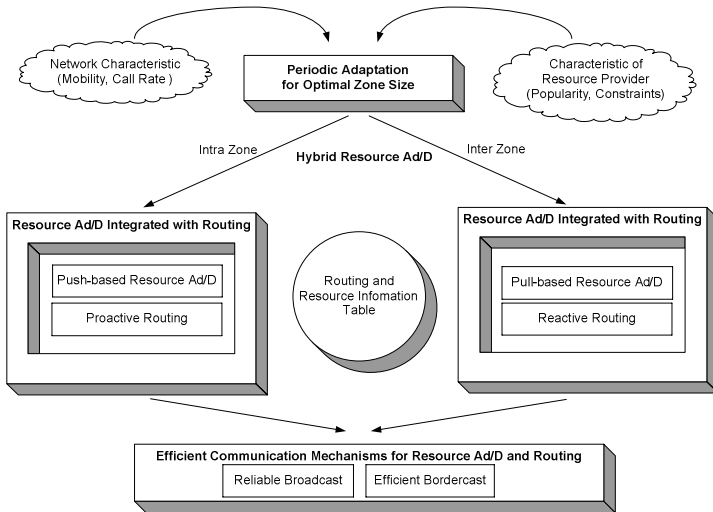 Network Characteristic
(Mobility, Call Rate )
Periodic Adaptation
for Optimal Zone Size
Characteristic of
Resource Provider
(Popularity, Constraints)
Intra Zone
Hybrid Resource Ad/D
Inter Zone
Resource Ad/D Integrated with Routing
Push-based Resource Ad/D
Proactive Routing
Routing and
Resource Infomation
Table
Resource Ad/D Integrated with Routing
Pull-based Resource Ad/D
Reactive Routing
Efficient Communication Mechanisms for Resource Ad/D and Routing
Reliable Broadcast
Efficient Bordercast